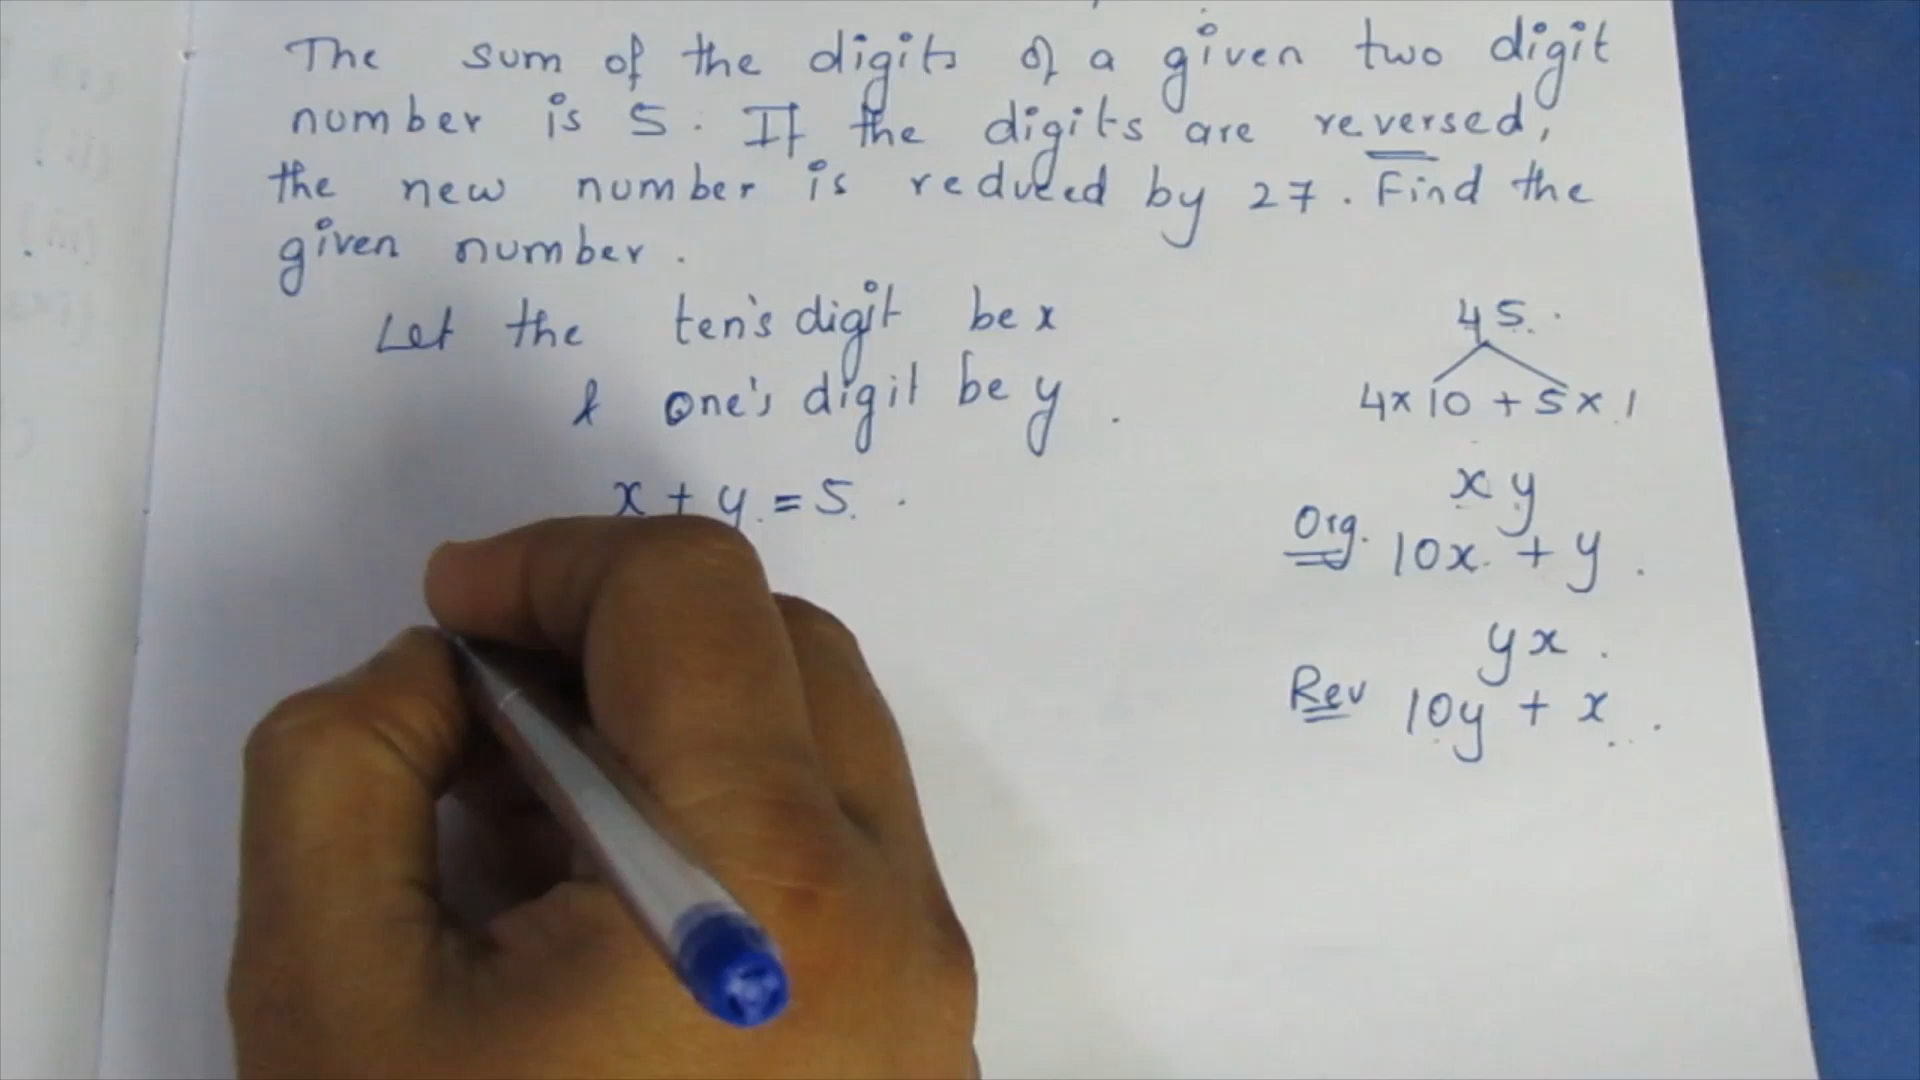 The sum of the digits of a given two digit
number is 5. If the digits are reversed,
the new number is reduced by 27. Find the
given number.
Let the ten's digit be x
& one's digit be y.
x + y = 5.
45.
4x10 + 5x1
xy
Org. 10x + y.
yx.
Rev 10y + x.